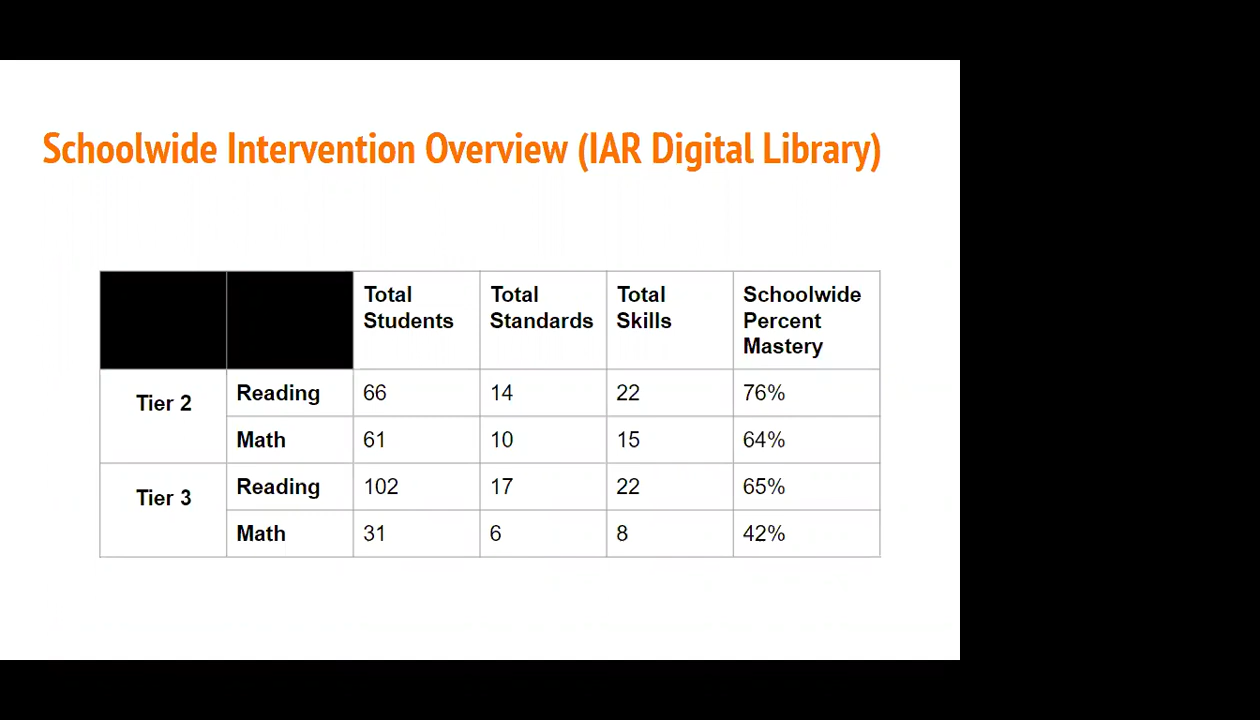 Schoolwide Intervention Overview (IAR Digital Library)
Total Students Total Standards Total Skills Schoolwide Percent Mastery
Tier 2 Reading 66 14 22 76%
Math 61 10 15 64%
Tier 3 Reading 102 17 22 65%
Math 31 6 8 42%